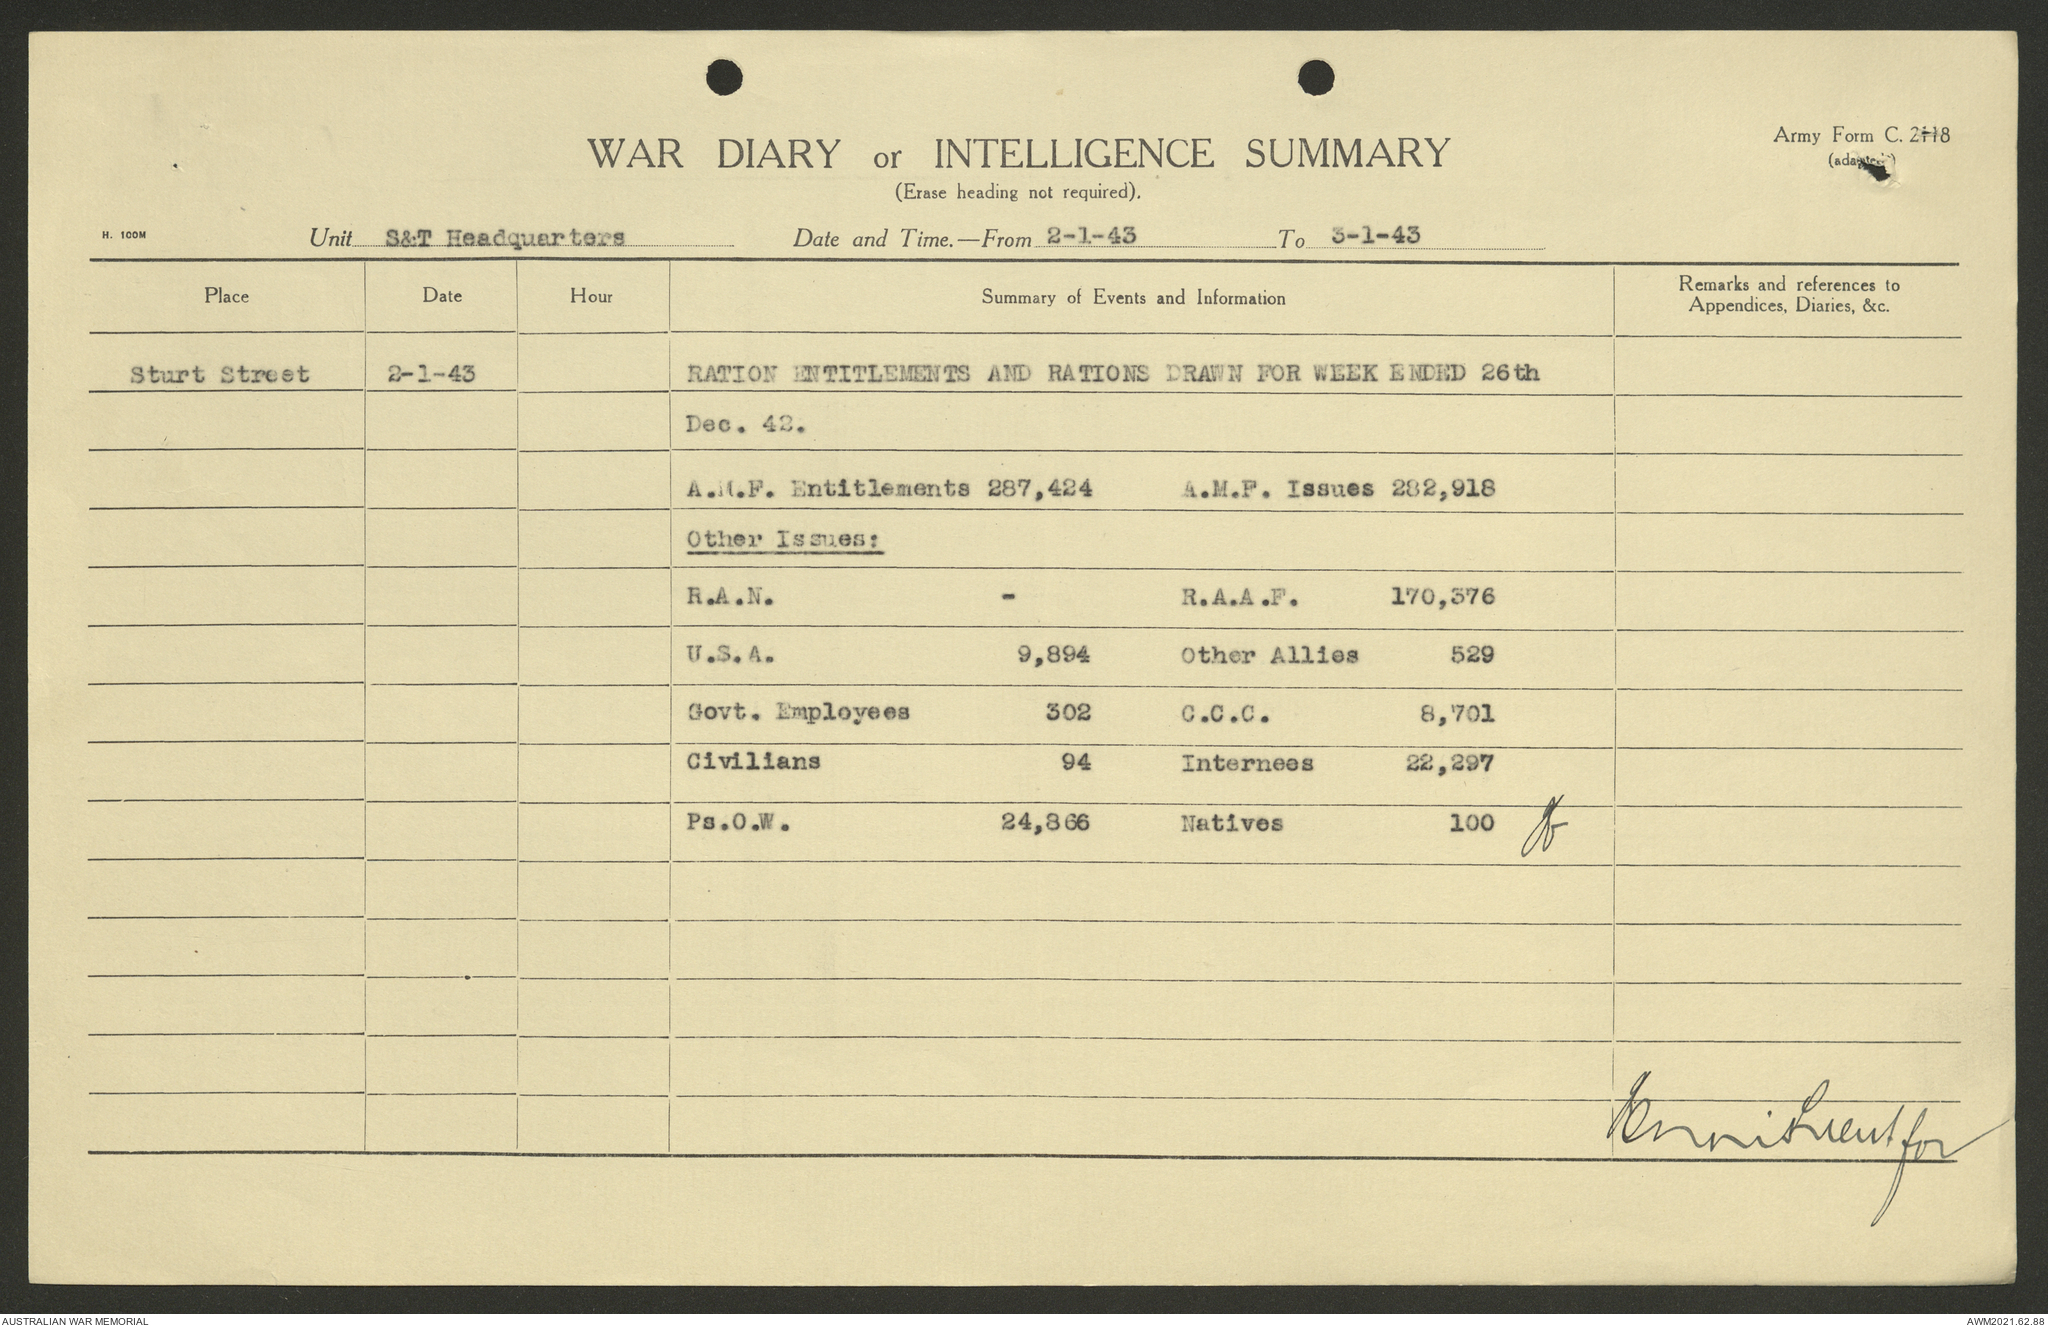 Army Form C. 2118
WAR DIARY or INTELLIGENCE SUMMARY
(Erase heading not required).
H. 100M
Unit S&T Headquarters Date and Time.—From 2-1-43 To 3-1-43
Place Date Hour Summary of Events and Information Remarks and references to
Appendices, Diaries, &c.
Sturt Street 2-1-43 RATION ENTITLEMENTS AND RATIONS DRAWN FOR WEEK ENDED 26th
Dec. 42.
A.M.F. Entitlements 287,424 A.M.F. Issues 282,918
Other Issues:
R.A.N. - R.A.A.F. 170,376
U.S.A. 9,894 Other Allies 529
Govt. Employees 302 C.C.C. 8,701
Civilians 94 Internees 22,297
Ps.O.W. 24,866 Natives 100
AUSTRALIAN WAR MEMORIAL
AWM2021.62.88